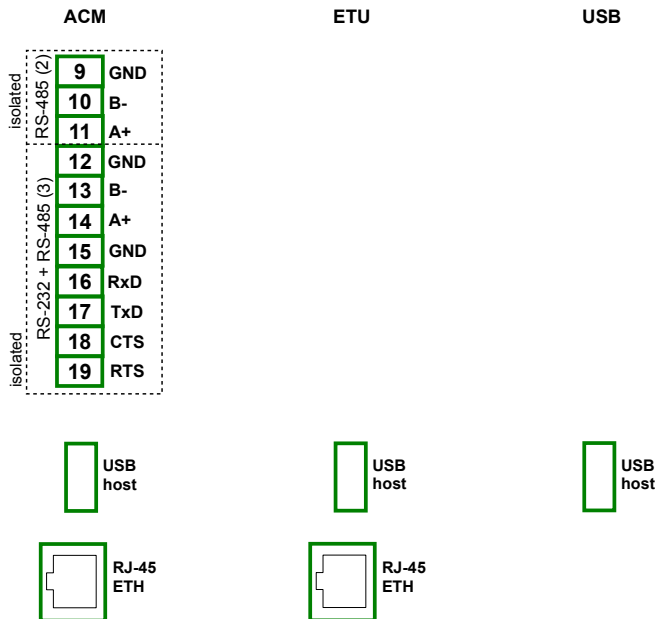 ACM ETU USB
isolated
RS-485 (2)
9 GND
10 B-
11 A+
isolated
RS-232 + RS-485 (3)
12 GND
13 B-
14 A+
15 GND
16 RxD
17 TxD
18 CTS
19 RTS
USB
host
USB
host
USB
host
RJ-45
ETH
RJ-45
ETH